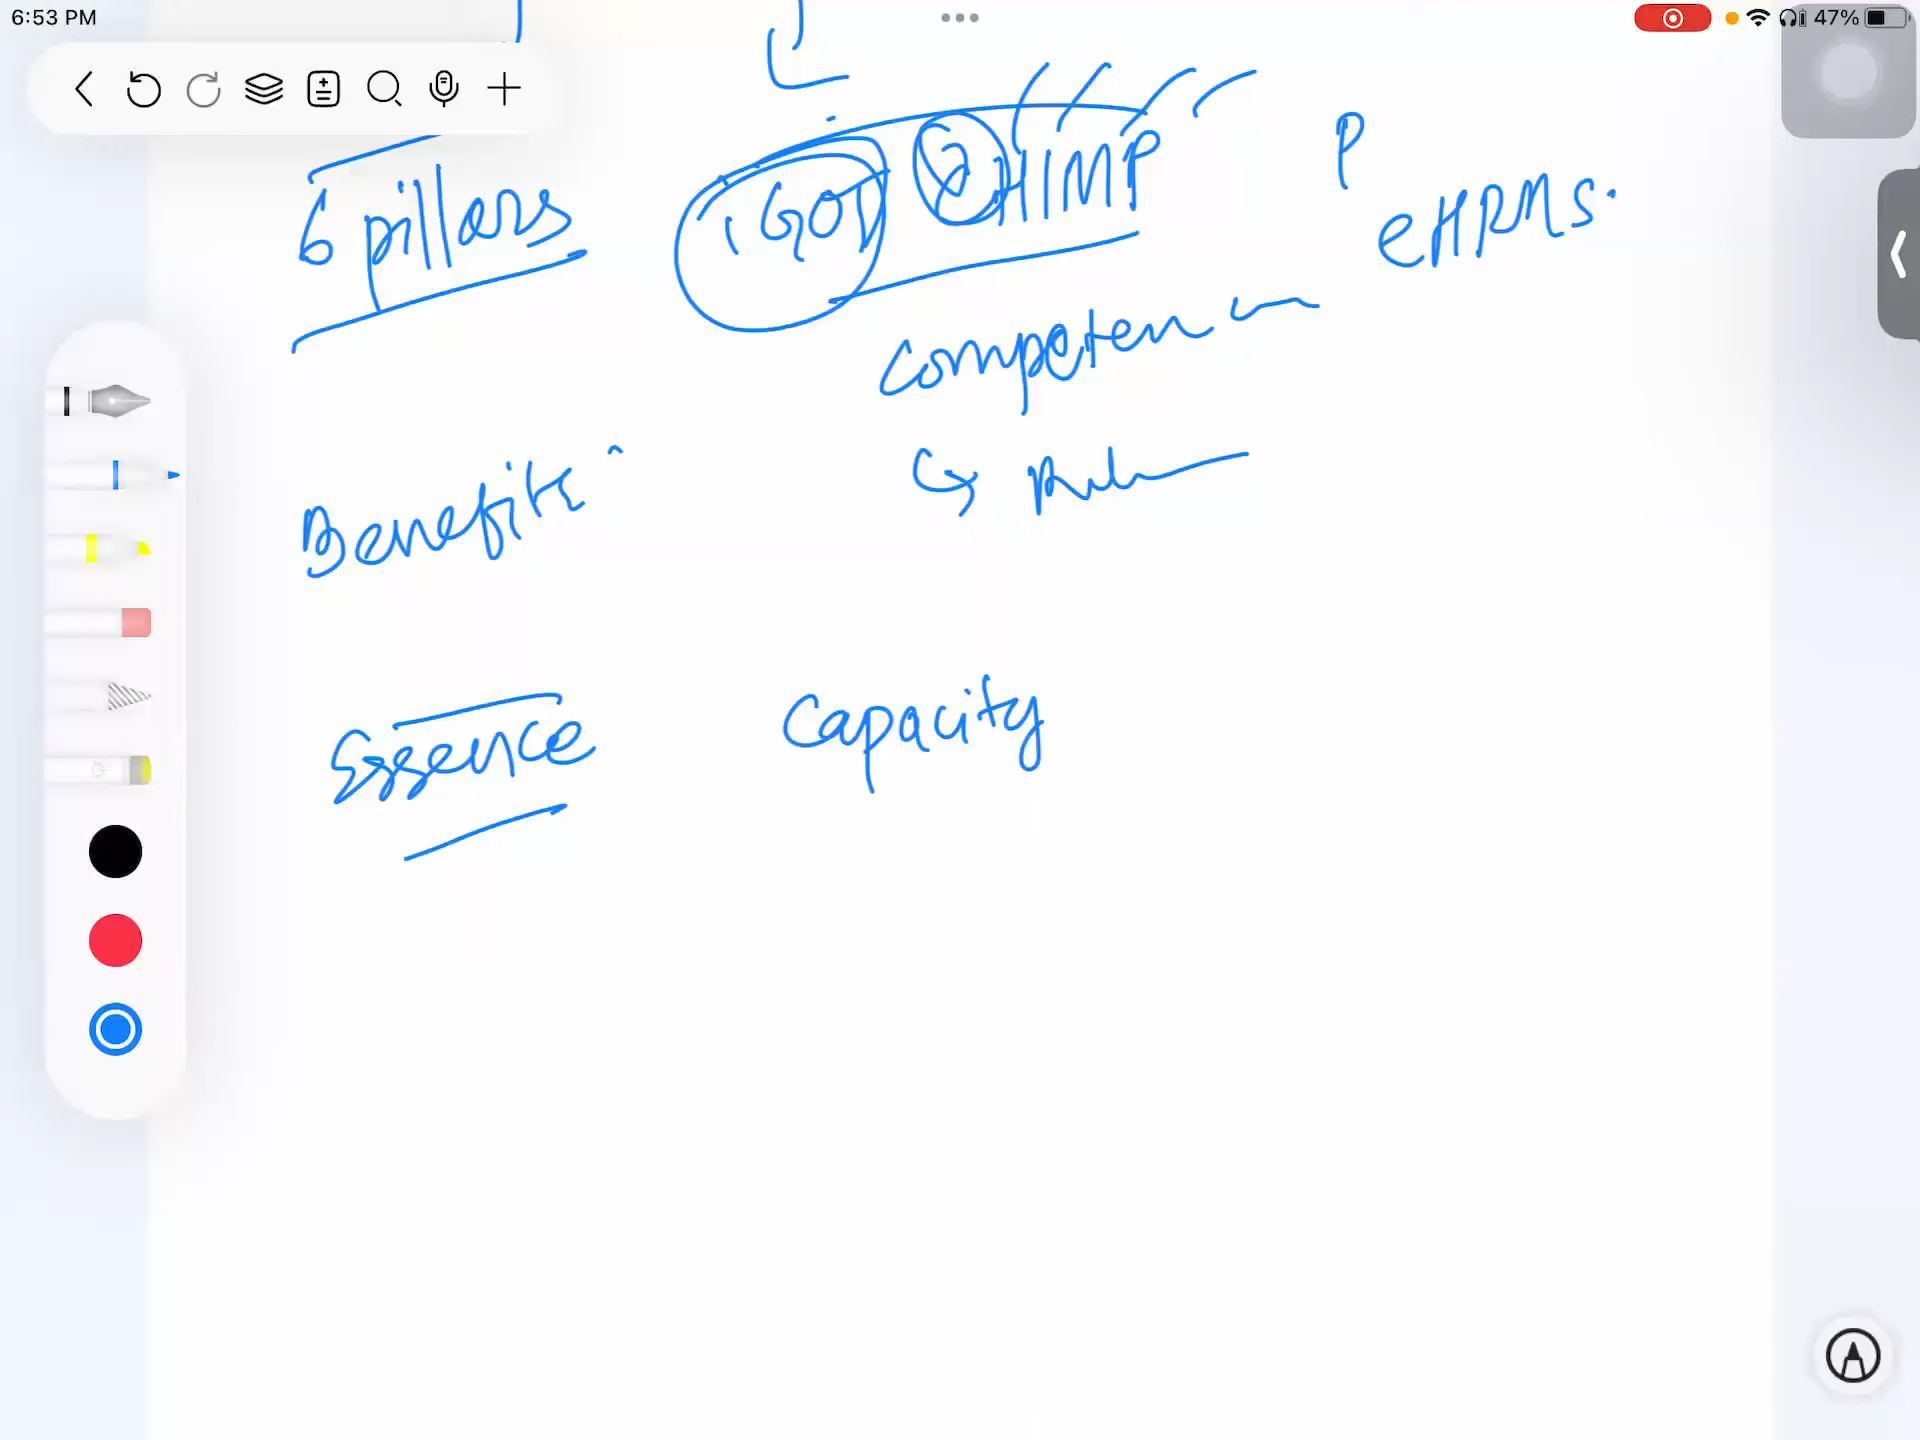 6:53 PM
47%
6 pillars iGOT HIMP P
eHRMS.
Competen
Benefits
Essence Capacity